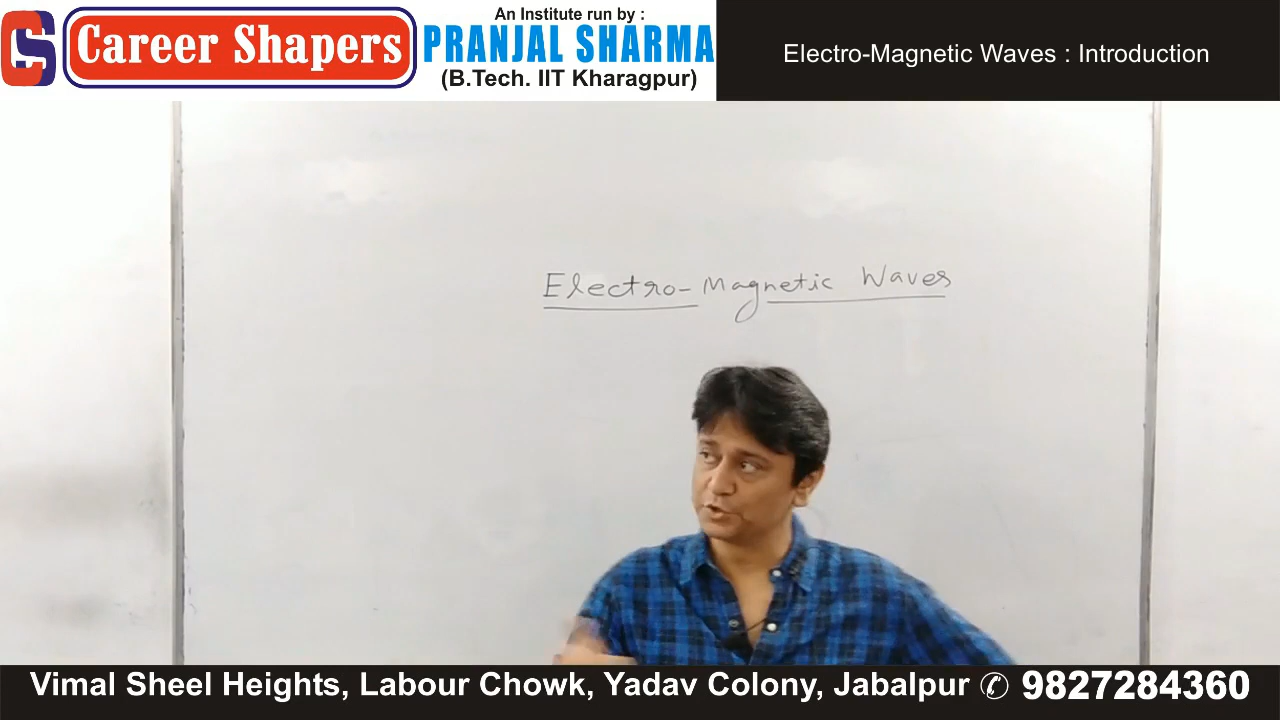 CS Career Shapers
An Institute run by :
PRANJAL SHARMA
(B.Tech. IIT Kharagpur)
Electro-Magnetic Waves : Introduction
Electro-Magnetic Waves
Vimal Sheel Heights, Labour Chowk, Yadav Colony, Jabalpur ✆ 9827284360